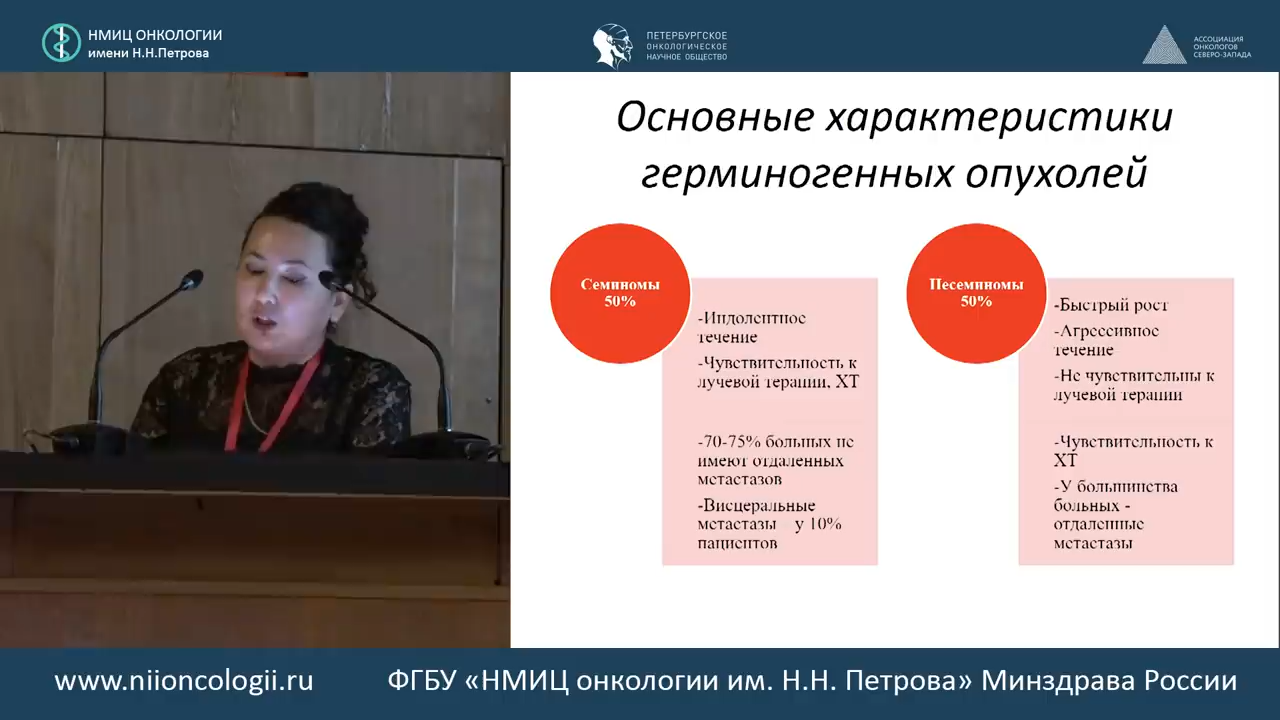 НМИЦ ОНКОЛОГИИ
имени Н.Н.Петрова
ПЕТЕРБУРГСКОЕ
ОНКОЛОГИЧЕСКОЕ
НАУЧНОЕ ОБЩЕСТВО
АССОЦИАЦИЯ
ОНКОЛОГОВ
СЕВЕРО-ЗАПАДА
Основные характеристики
герминогенных опухолей
Семиномы
50%
-Индолентное
течение
-Чувствительность к
лучевой терапии, ХТ
-70-75% больных не
имеют отдаленных
метастазов
-Висцеральные
метастазы – у 10%
пациентов
Несеминомы
50%
-Быстрый рост
-Агрессивное
течение
-Не чувствительны к
лучевой терапии
-Чувствительность к
ХТ
-У большинства
больных -
отдаленные
метастазы
www.niioncologii.ru
ФГБУ «НМИЦ онкологии им. Н.Н. Петрова» Минздрава России